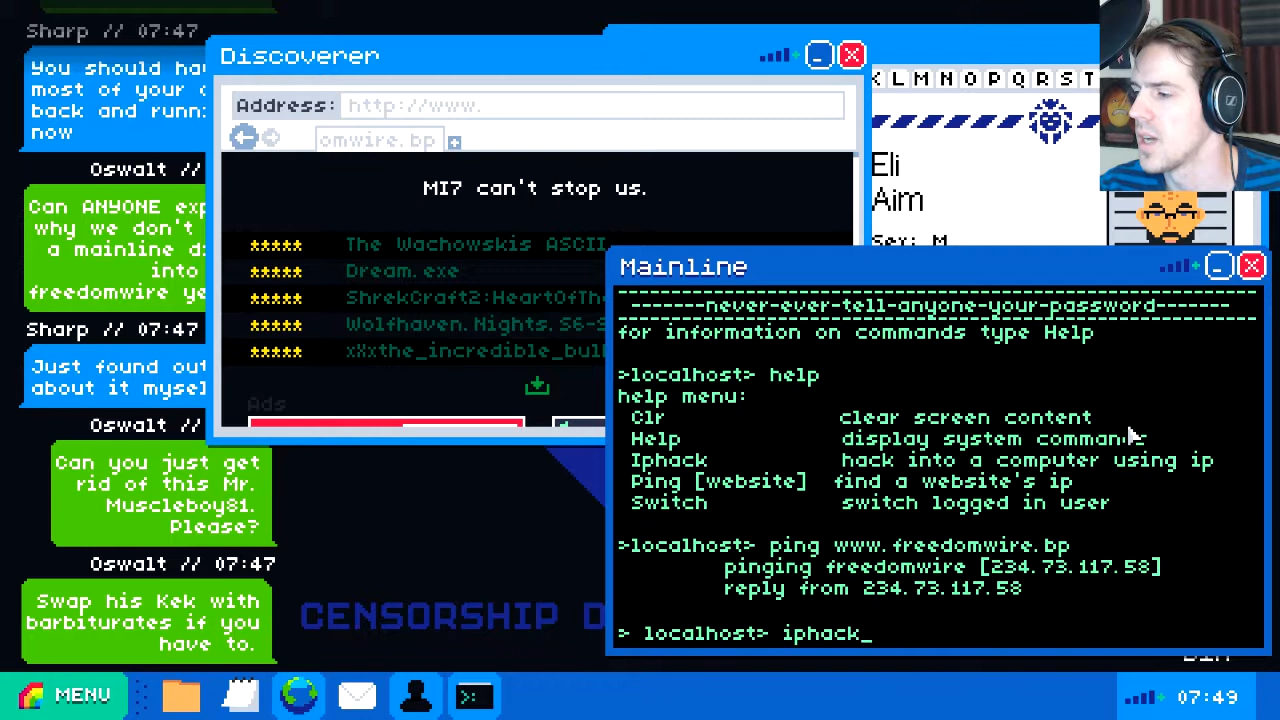 Sharp // 07:47
You should ha
most of your
back and runn
now
Oswalt //
Can ANYONE exp
why we don't
a mainline d
into
freedomwire ye
Sharp // 07:47
Just found out
about it mysel
Oswalt //
Can you just get
rid of this Mr.
Muscleboy81.
Please?
Oswalt // 07:47
Swap his Kek with
barbiturates if you
have to.
Discoverer
Address: http://www.
omwire.bp
MI7 can't stop us.
***** The Wachowskis ASCII
***** Dream.exe
***** ShrekCraft2:HeartOfThe
***** Wolfhaven.Nights.S6-S
***** xXxthe_incredible_bul
Ads
K L M N O P Q R S T
Eli
Aim
Sex: M
CENSORSHIP D
Mainline
-------never-ever-tell-anyone-your-password-------
for information on commands type Help
>localhost> help
help menu:
Clr clear screen content
Help display system commands
Iphack hack into a computer using ip
Ping [website] find a website's ip
Switch switch logged in user
>localhost> ping www.freedomwire.bp
pinging freedomwire [234.73.117.58]
reply from 234.73.117.58
> localhost> iphack_
MENU
07:49